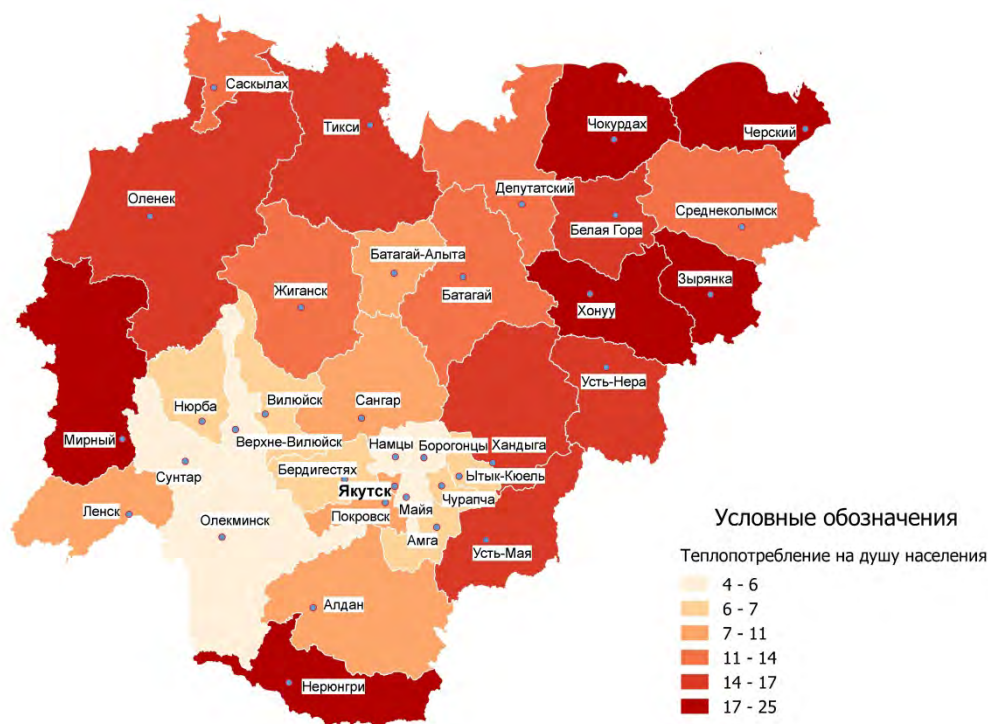 Саскылах
Тикси
Чокурдах
Черский
Оленек
Депутатский
Белая Гора
Среднеколымск
Батагай-Алыта
Жиганск
Батагай
Хонуу
Зырянка
Усть-Нера
Нюрба
Вилюйск
Сангар
Мирный
Верхне-Вилюйск
Намцы
Борогонцы
Хандыга
Сунтар
Бердигестях
Ытык-Кюель
Якутск
Чурапча
Ленск
Олекминск
Покровск
Майя
Амга
Усть-Мая
Алдан
Нерюнгри
Условные обозначения
Теплопотребление на душу населения
4 - 6
6 - 7
7 - 11
11 - 14
14 - 17
17 - 25